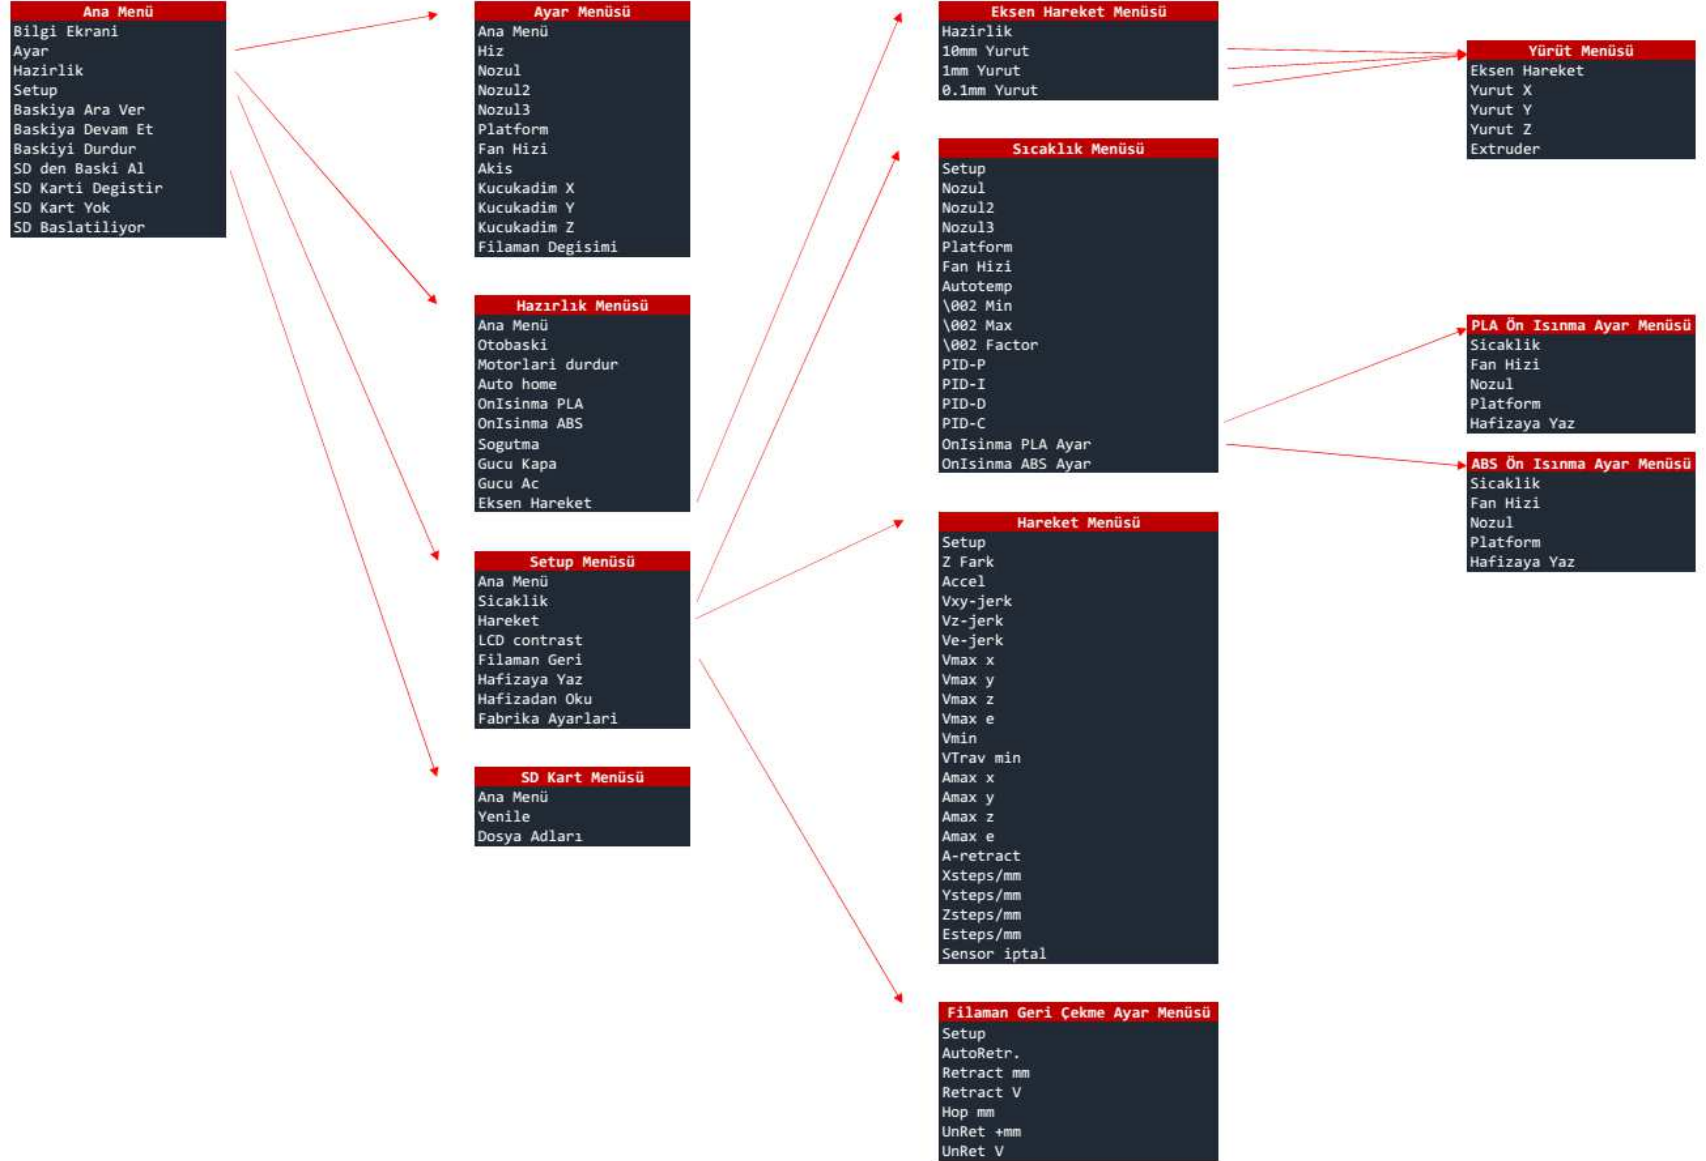 Ana Menü
Bilgi Ekrani
Ayar
Hazirlik
Setup
Baskiya Ara Ver
Baskiya Devam Et
Baskiyi Durdur
SD den Baski Al
SD Karti Degistir
SD Kart Yok
SD Baslatiliyor
Ayar Menüsü
Ana Menü
Hiz
Nozul
Nozul2
Nozul3
Platform
Fan Hizi
Akis
Kucukadim X
Kucukadim Y
Kucukadim Z
Filaman Degisimi
Hazırlık Menüsü
Ana Menü
Otobaski
Motorlari durdur
Auto home
OnIsinma PLA
OnIsinma ABS
Sogutma
Gucu Kapa
Gucu Ac
Eksen Hareket
Setup Menüsü
Ana Menü
Sicaklik
Hareket
LCD contrast
Filaman Geri
Hafizaya Yaz
Hafizadan Oku
Fabrika Ayarlari
SD Kart Menüsü
Ana Menü
Yenile
Dosya Adları
Eksen Hareket Menüsü
Hazirlik
10mm Yurut
1mm Yurut
0.1mm Yurut
Sıcaklık Menüsü
Setup
Nozul
Nozul2
Nozul3
Platform
Fan Hizi
Autotemp
\002 Min
\002 Max
\002 Factor
PID-P
PID-I
PID-D
PID-C
OnIsinma PLA Ayar
OnIsinma ABS Ayar
Hareket Menüsü
Setup
Z Fark
Accel
Vxy-jerk
Vz-jerk
Ve-jerk
Vmax x
Vmax y
Vmax z
Vmax e
Vmin
VTrav min
Amax x
Amax y
Amax z
Amax e
A-retract
Xsteps/mm
Ysteps/mm
Zsteps/mm
Esteps/mm
Sensor iptal
Filaman Geri Çekme Ayar Menüsü
Setup
AutoRetr.
Retract mm
Retract V
Hop mm
UnRet +mm
UnRet V
Yürüt Menüsü
Eksen Hareket
Yurut X
Yurut Y
Yurut Z
Extruder
PLA Ön Isınma Ayar Menüsü
Sicaklik
Fan Hizi
Nozul
Platform
Hafizaya Yaz
ABS Ön Isınma Ayar Menüsü
Sicaklik
Fan Hizi
Nozul
Platform
Hafizaya Yaz